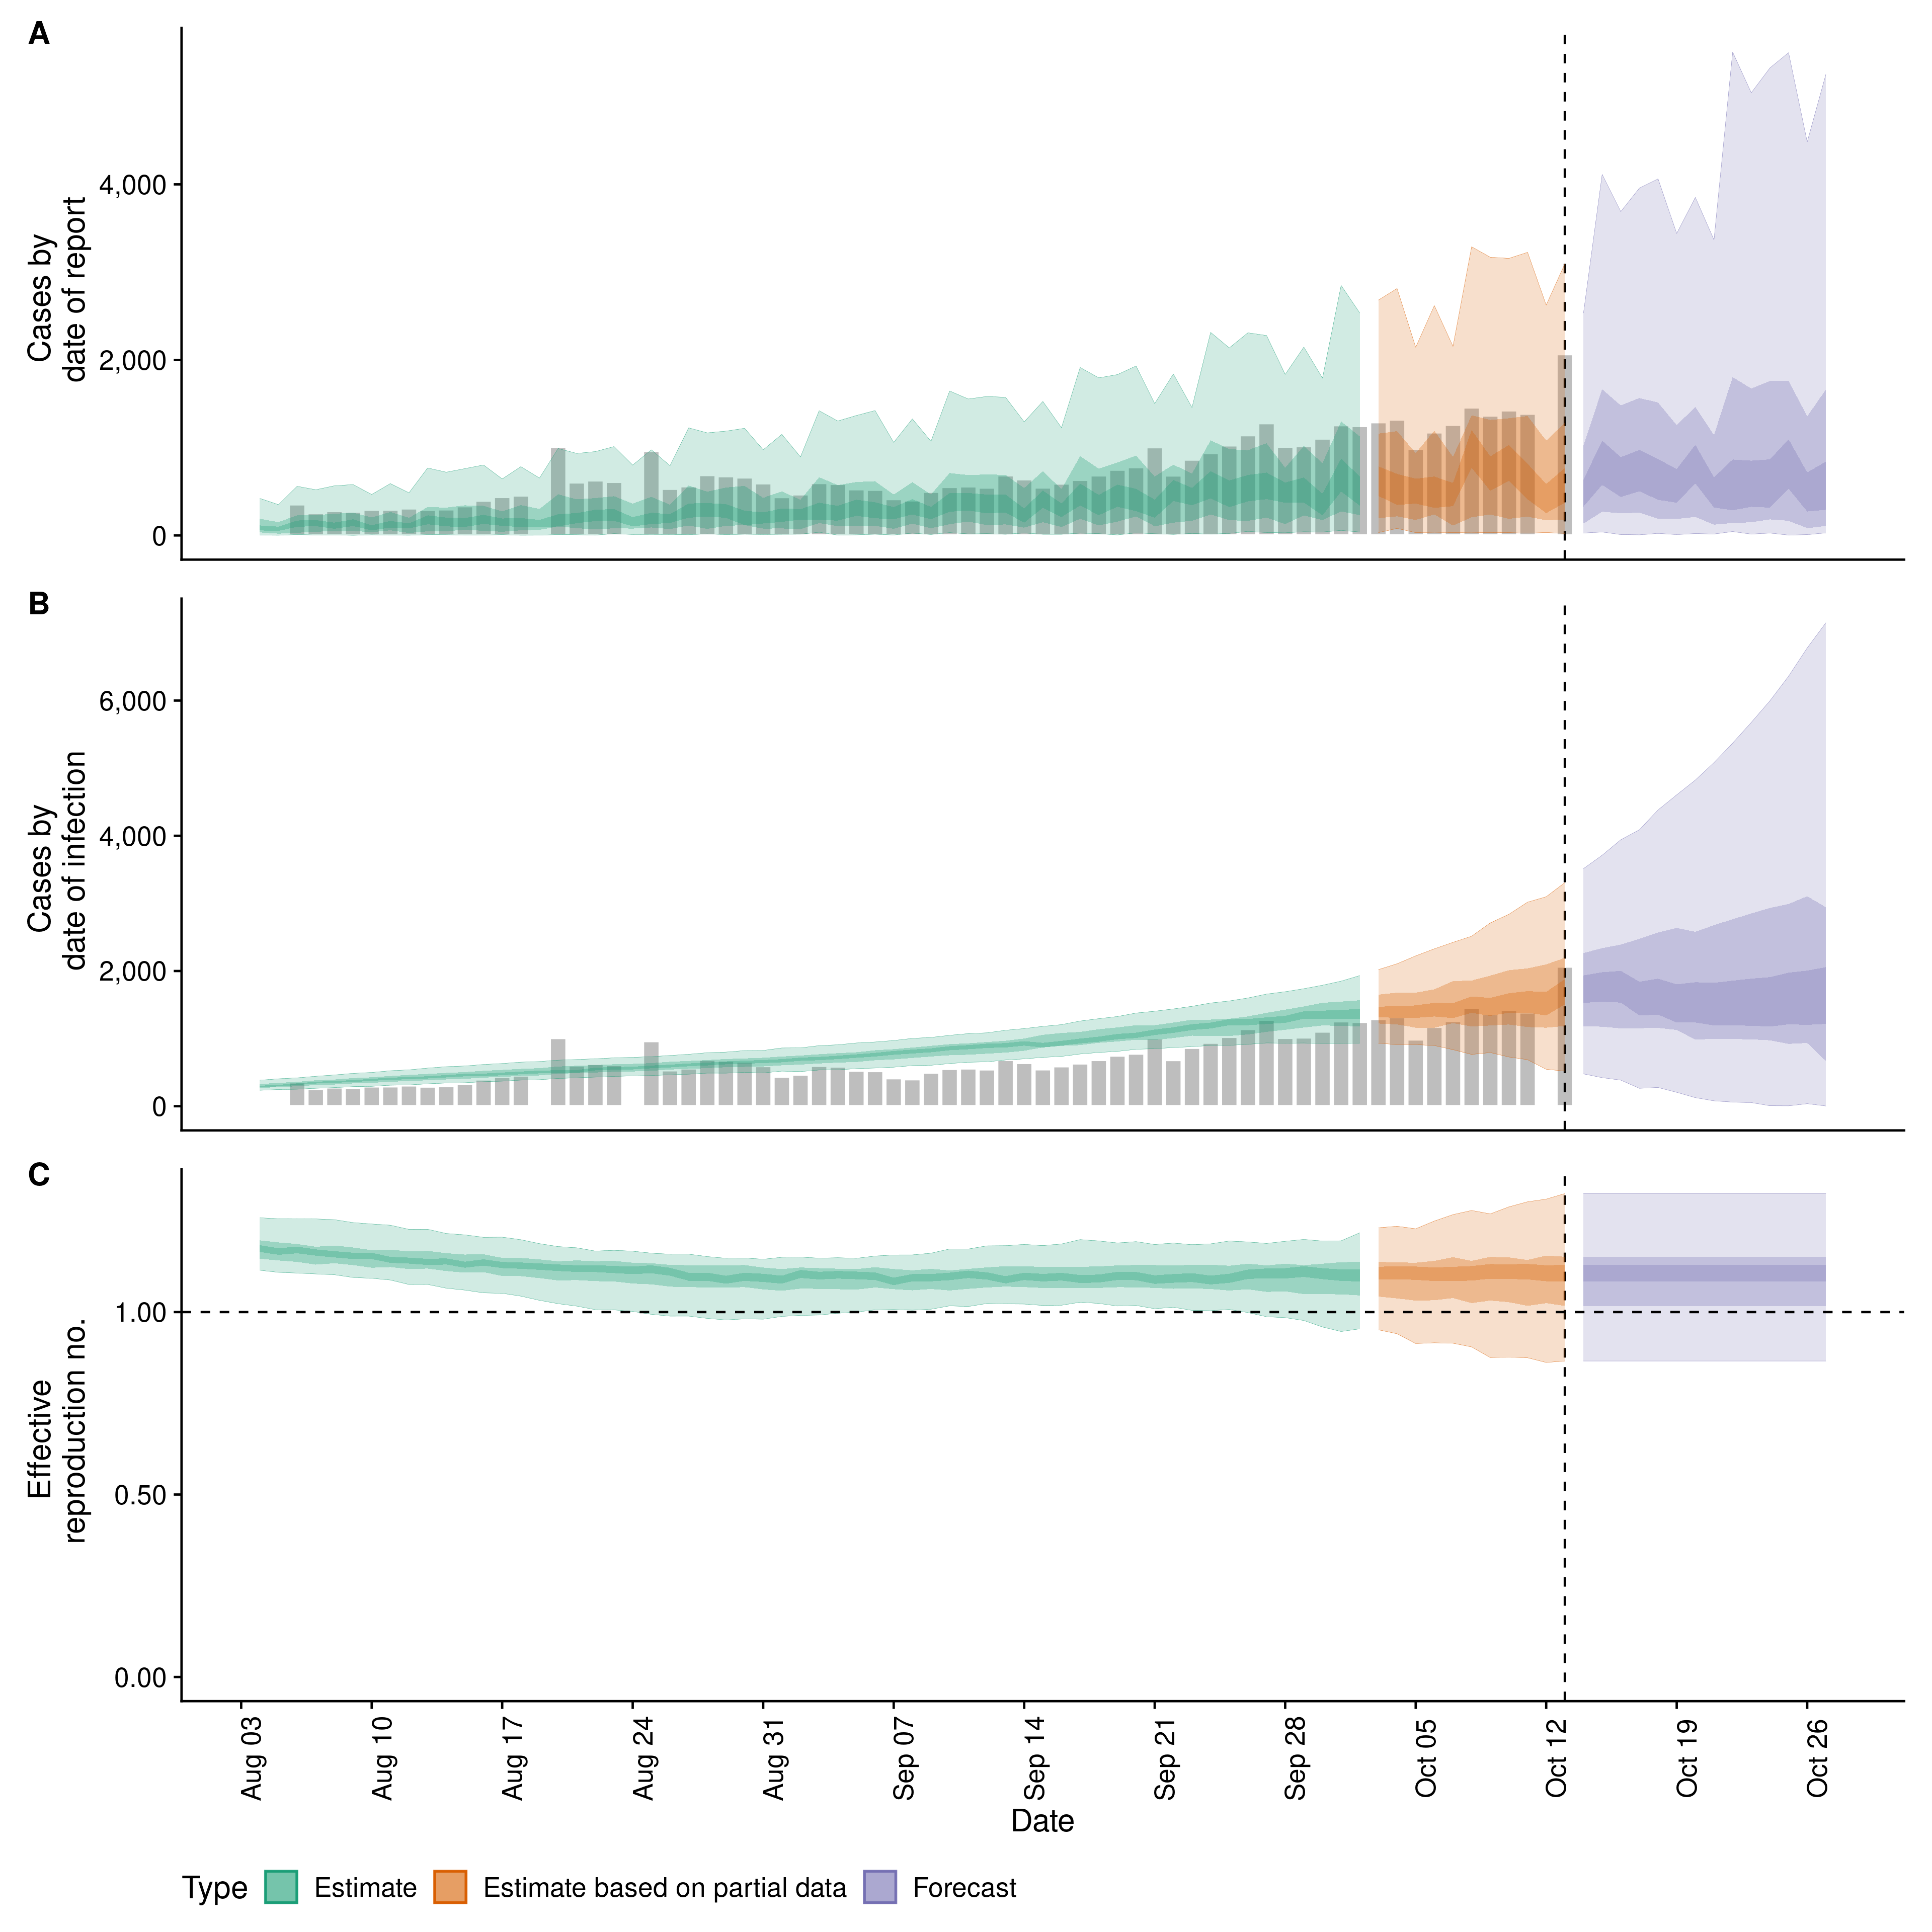 A
Cases by
date of report
4,000
2,000
0
B
Cases by
date of infection
6,000
4,000
2,000
0
C
Effective
reproduction no.
1.00
0.50
0.00
Aug 03
Aug 10
Aug 17
Aug 24
Aug 31
Sep 07
Sep 14
Sep 21
Sep 28
Oct 05
Oct 12
Oct 19
Oct 26
Date
Type Estimate Estimate based on partial data Forecast